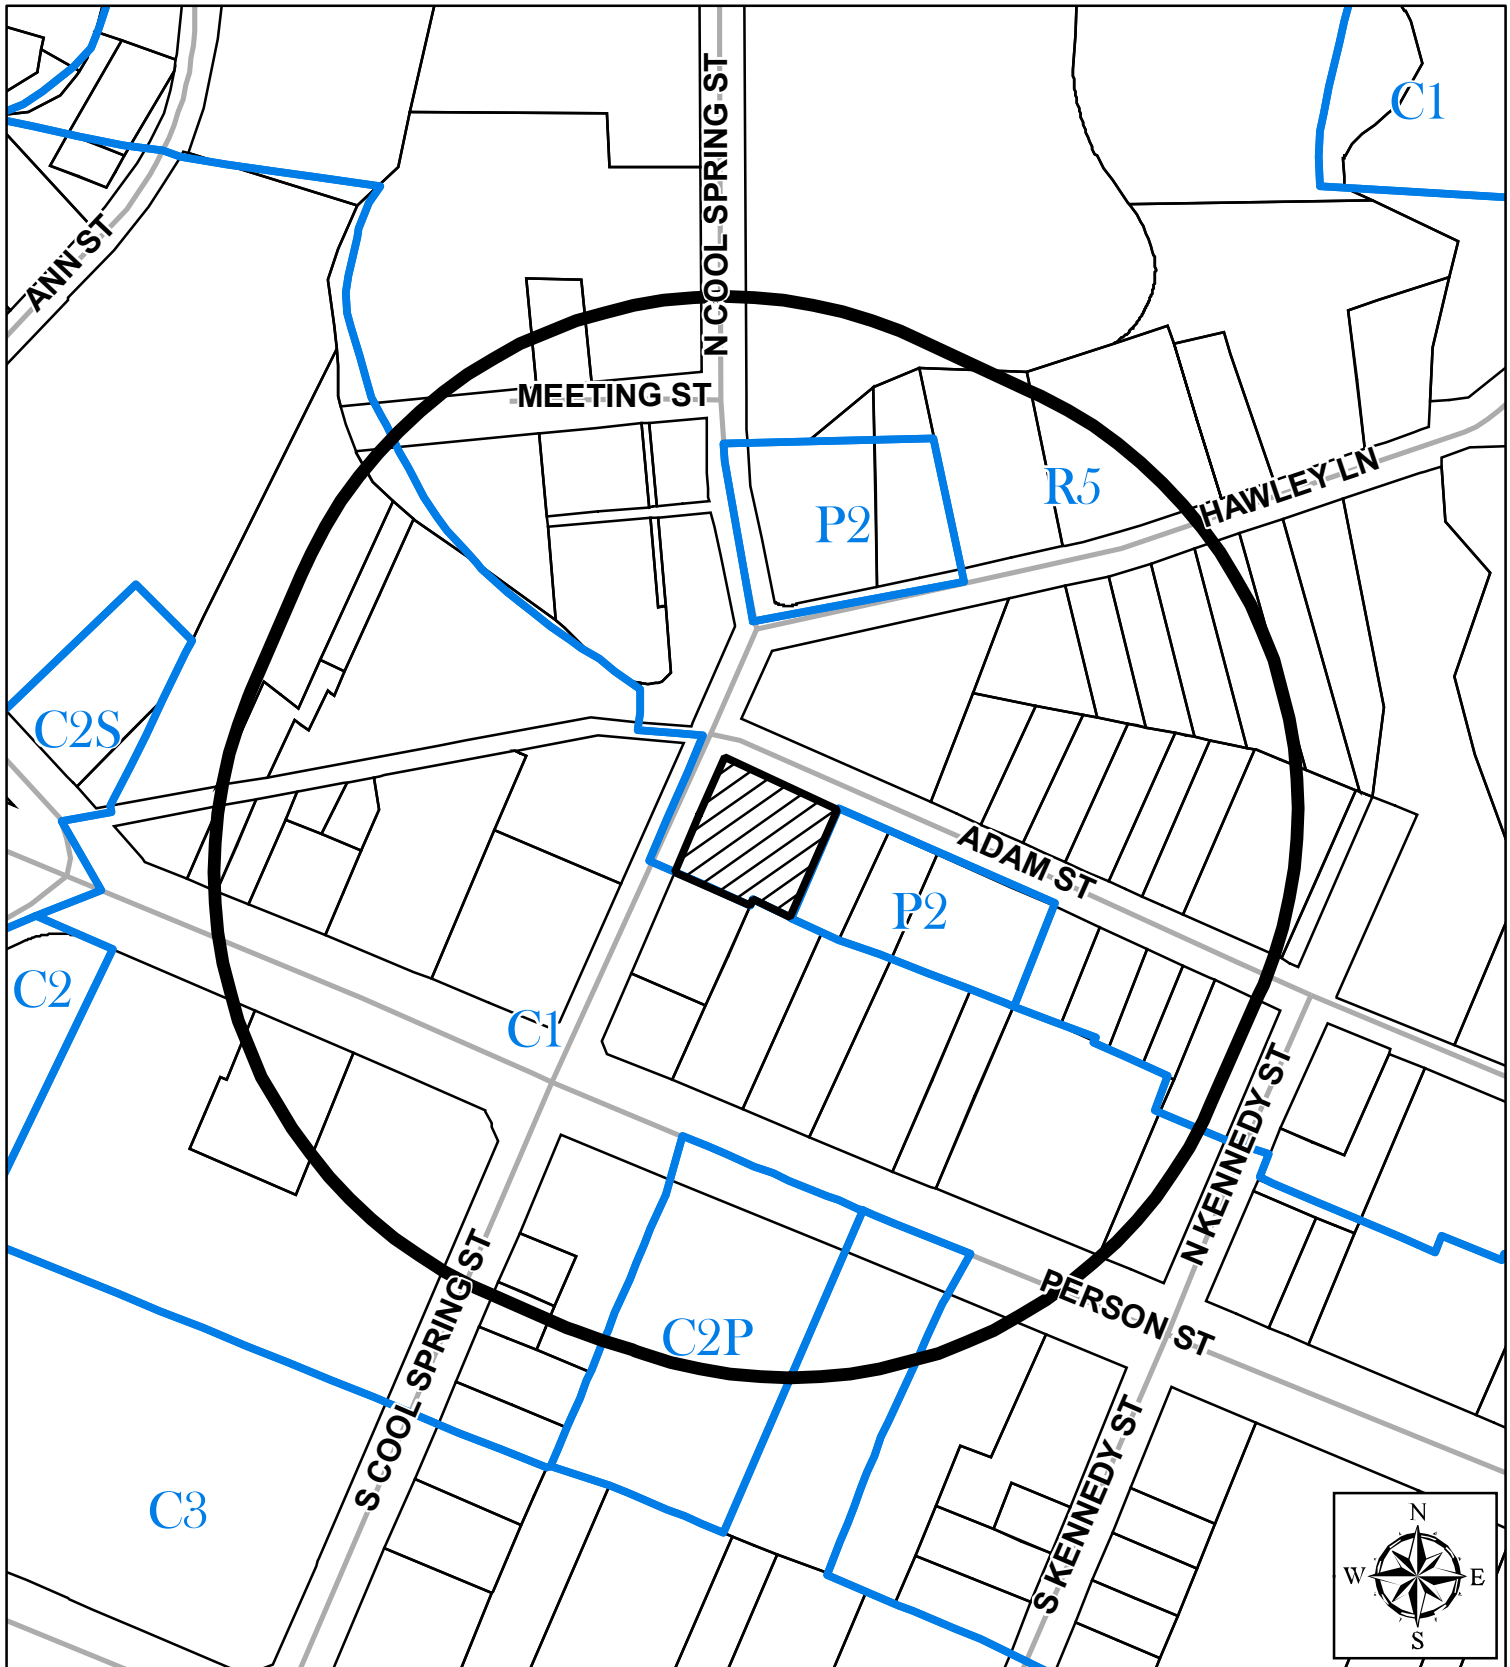 N COOL SPRING ST
C1
ANN ST
MEETING ST
HAWLEY LN
R5
P2
C2S
ADAM ST
P2
C2
C1
N KENNEDY ST
PERSON ST
C2P
S COOL SPRING ST
S KENNEDY ST
C3
N
W E
S